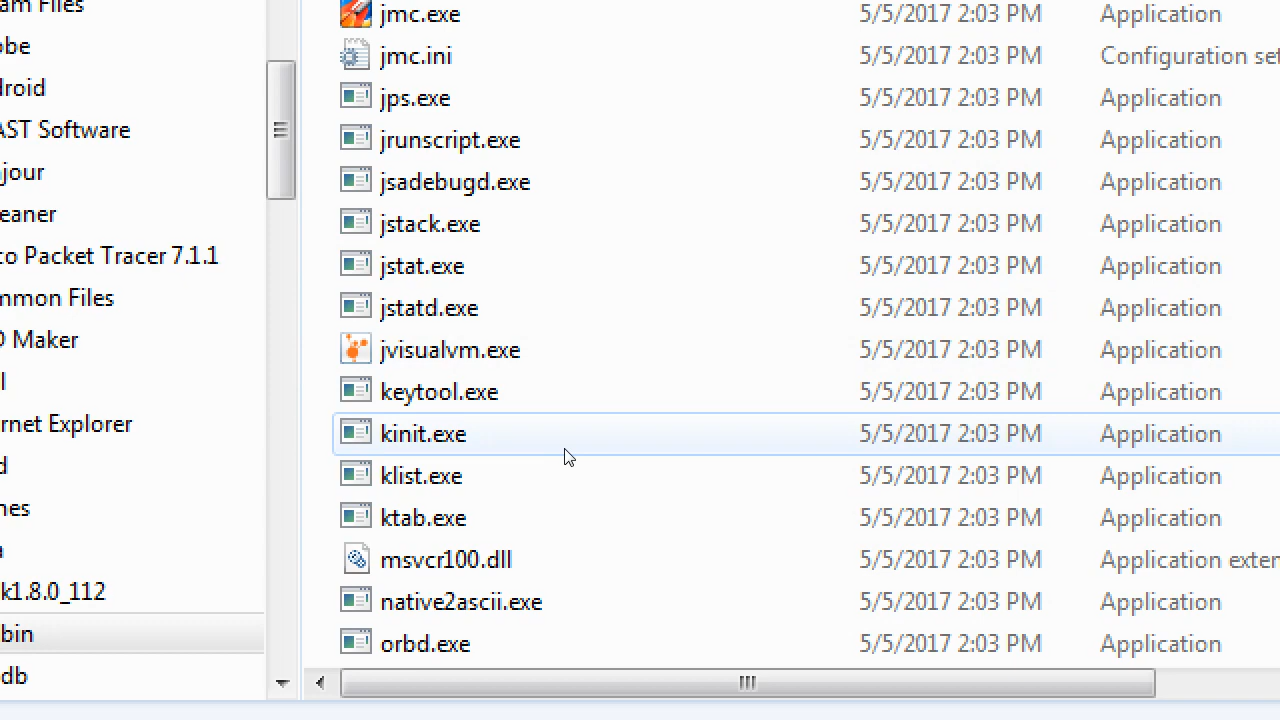 am Files
obe
droid
AST Software
jour
eaner
co Packet Tracer 7.1.1
mmon Files
D Maker
l
rnet Explorer
d
nes
a
k1.8.0_112
bin
db
jmc.exe 5/5/2017 2:03 PM Application
jmc.ini 5/5/2017 2:03 PM Configuration set
jps.exe 5/5/2017 2:03 PM Application
jrunscript.exe 5/5/2017 2:03 PM Application
jsadebugd.exe 5/5/2017 2:03 PM Application
jstack.exe 5/5/2017 2:03 PM Application
jstat.exe 5/5/2017 2:03 PM Application
jstatd.exe 5/5/2017 2:03 PM Application
jvisualvm.exe 5/5/2017 2:03 PM Application
keytool.exe 5/5/2017 2:03 PM Application
kinit.exe 5/5/2017 2:03 PM Application
klist.exe 5/5/2017 2:03 PM Application
ktab.exe 5/5/2017 2:03 PM Application
msvcr100.dll 5/5/2017 2:03 PM Application exten
native2ascii.exe 5/5/2017 2:03 PM Application
orbd.exe 5/5/2017 2:03 PM Application